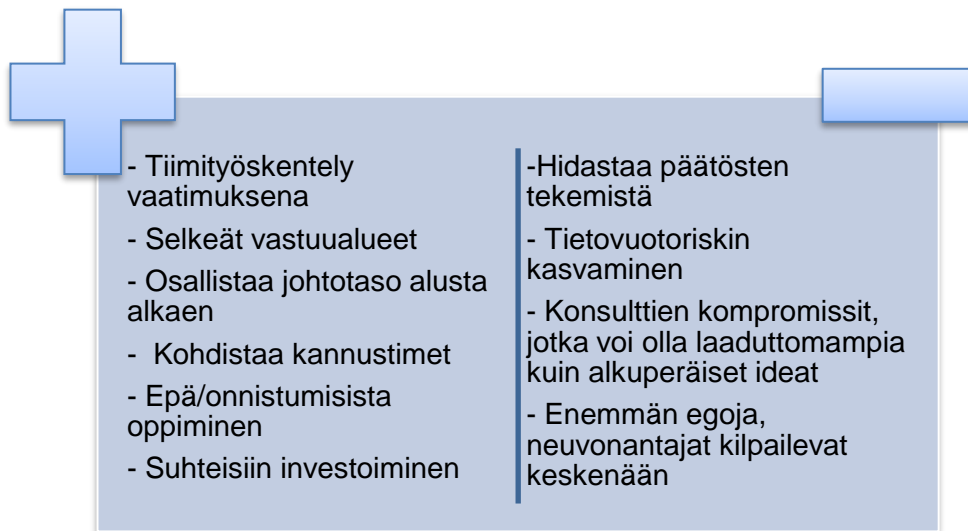 - Tiimityöskentely
vaatimuksena
- Selkeät vastuualueet
- Osallistaa johtotaso alusta
alkaen
-  Kohdistaa kannustimet
- Epä/onnistumisista
oppiminen
- Suhteisiin investoiminen
-Hidastaa päätösten
tekemistä
- Tietovuotoriskin
kasvaminen
- Konsulttien kompromissit,
jotka voi olla laaduttomampia
kuin alkuperäiset ideat
- Enemmän egoja,
neuvonantajat kilpailevat
keskenään